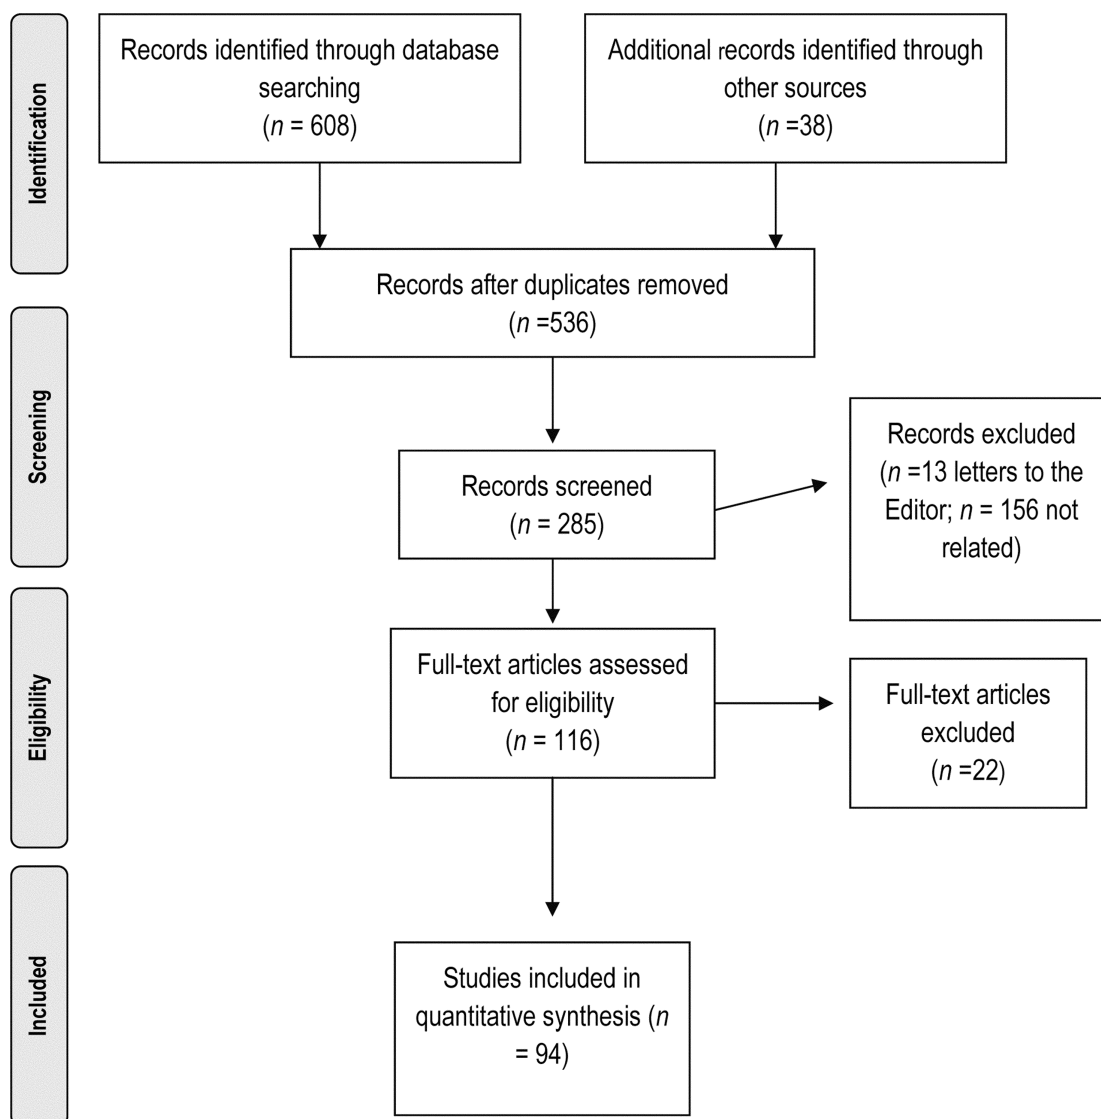 Identification
Records identified through database
searching
(n = 608)
Additional records identified through
other sources
(n =38)
Records after duplicates removed
(n =536)
Screening
Records screened
(n = 285)
Records excluded
(n =13 letters to the
Editor; n = 156 not
related)
Eligibility
Full-text articles assessed
for eligibility
(n = 116)
Full-text articles
excluded
(n =22)
Included
Studies included in
quantitative synthesis (n
= 94)